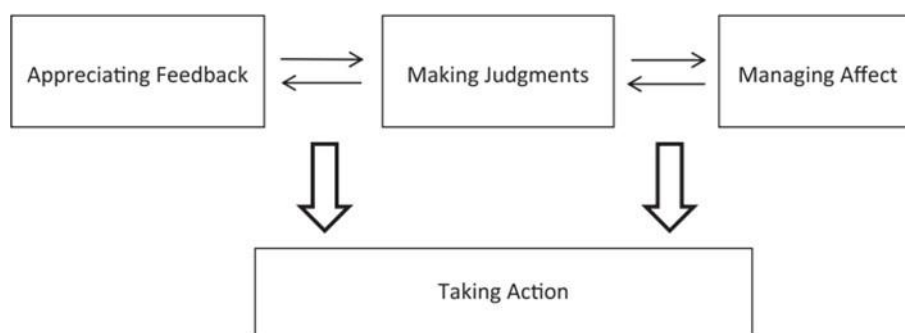 Appreciating Feedback
Making Judgments
Managing Affect
Taking Action